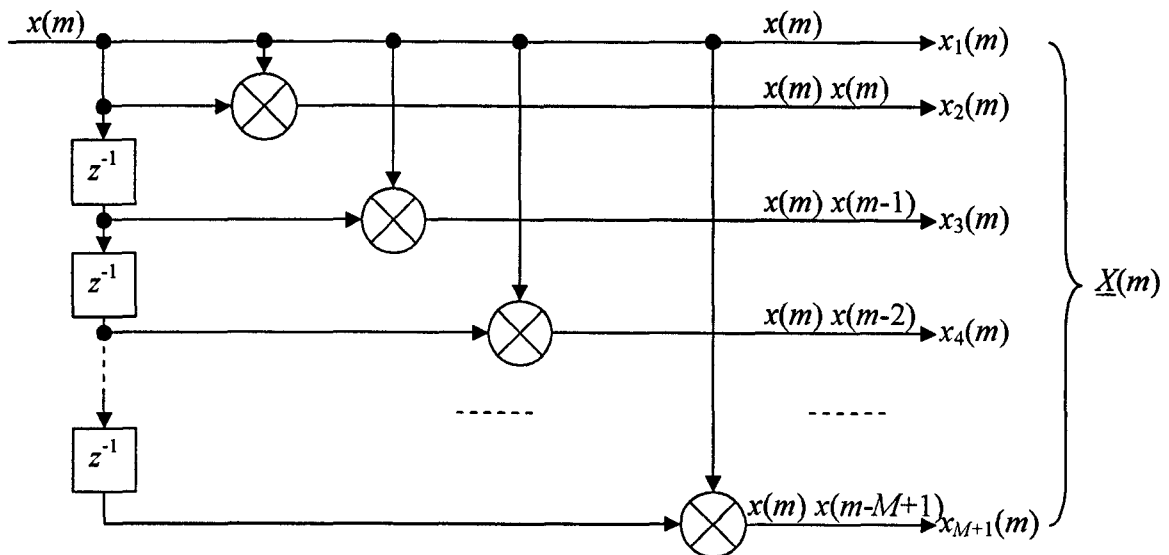 x(m) x(m) x₁(m)
x(m) x(m) x₂(m)
z⁻¹
x(m) x(m-1) x₃(m)
z⁻¹ X(m)
x(m) x(m-2) x₄(m)
z⁻¹
x(m) x(m-M+1) x_{M+1}(m)